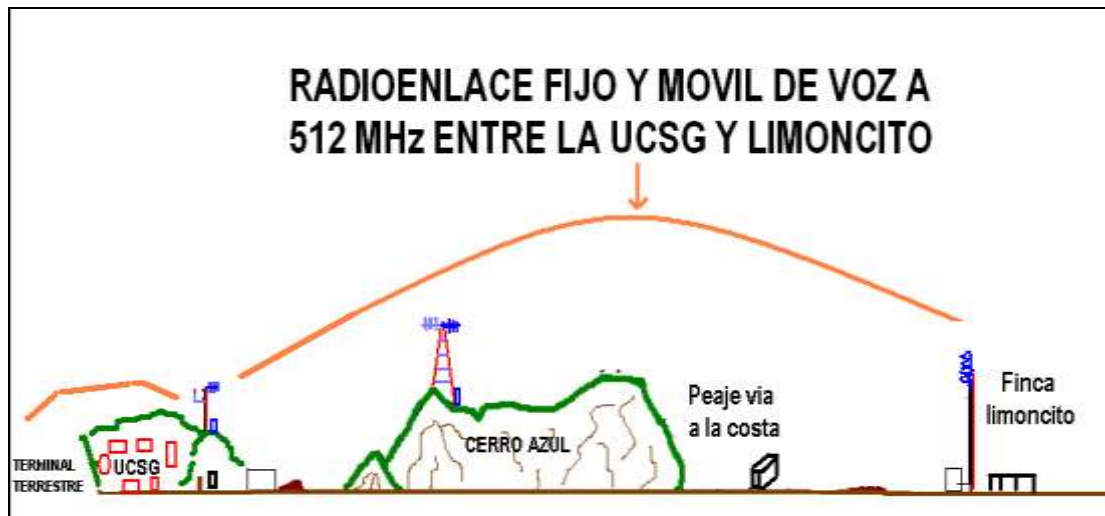 RADIOENLACE FIJO Y MOVIL DE VOZ A
512 MHz ENTRE LA UCSG Y LIMONCITO
Peaje via
a la costa
Finca
limoncito
CERRO AZUL
UCSG
TERMINAL
TERRESTRE